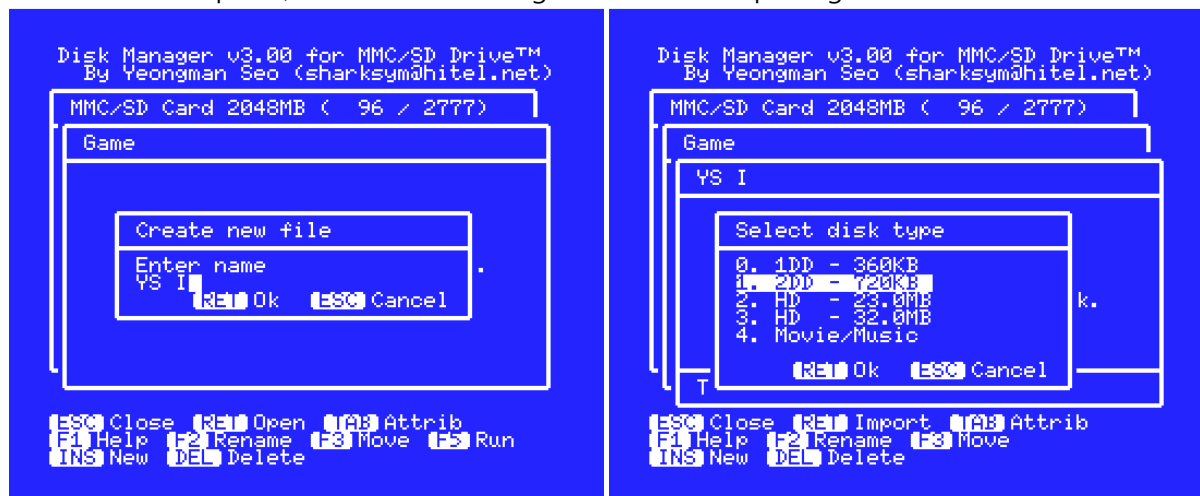 Disk Manager v3.00 for MMC/SD Drive™
By Yeongman Seo (sharksym@hitel.net)
MMC/SD Card 2048MB (  96 / 2777)
Game
Create new file
Enter name
.
YS I
RET Ok ESC Cancel
ESC Close RET Open TAB Attrib
F1 Help F2 Rename F3 Move F5 Run
INS New DEL Delete
Disk Manager v3.00 for MMC/SD Drive™
By Yeongman Seo (sharksym@hitel.net)
MMC/SD Card 2048MB (  96 / 2777)
Game
YS I
Select disk type
0. 1DD - 360KB
1. 2DD - 720KB
2. HD  - 23.0MB
k.
3. HD  - 32.0MB
4. Movie/Music
RET Ok ESC Cancel
T
ESC Close RET Import TAB Attrib
F1 Help F2 Rename F3 Move
INS New DEL Delete